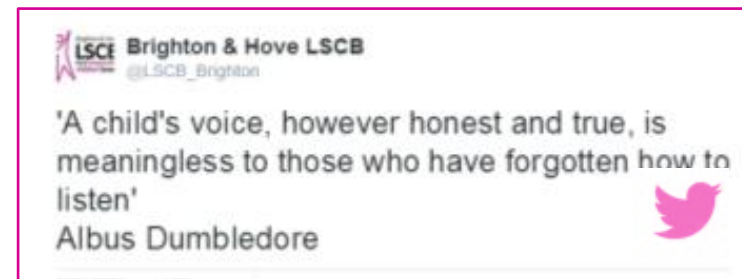 LSCB Brighton & Hove LSCB
@LSCB_Brighton
'A child's voice, however honest and true, is
meaningless to those who have forgotten how to
listen'
Albus Dumbledore